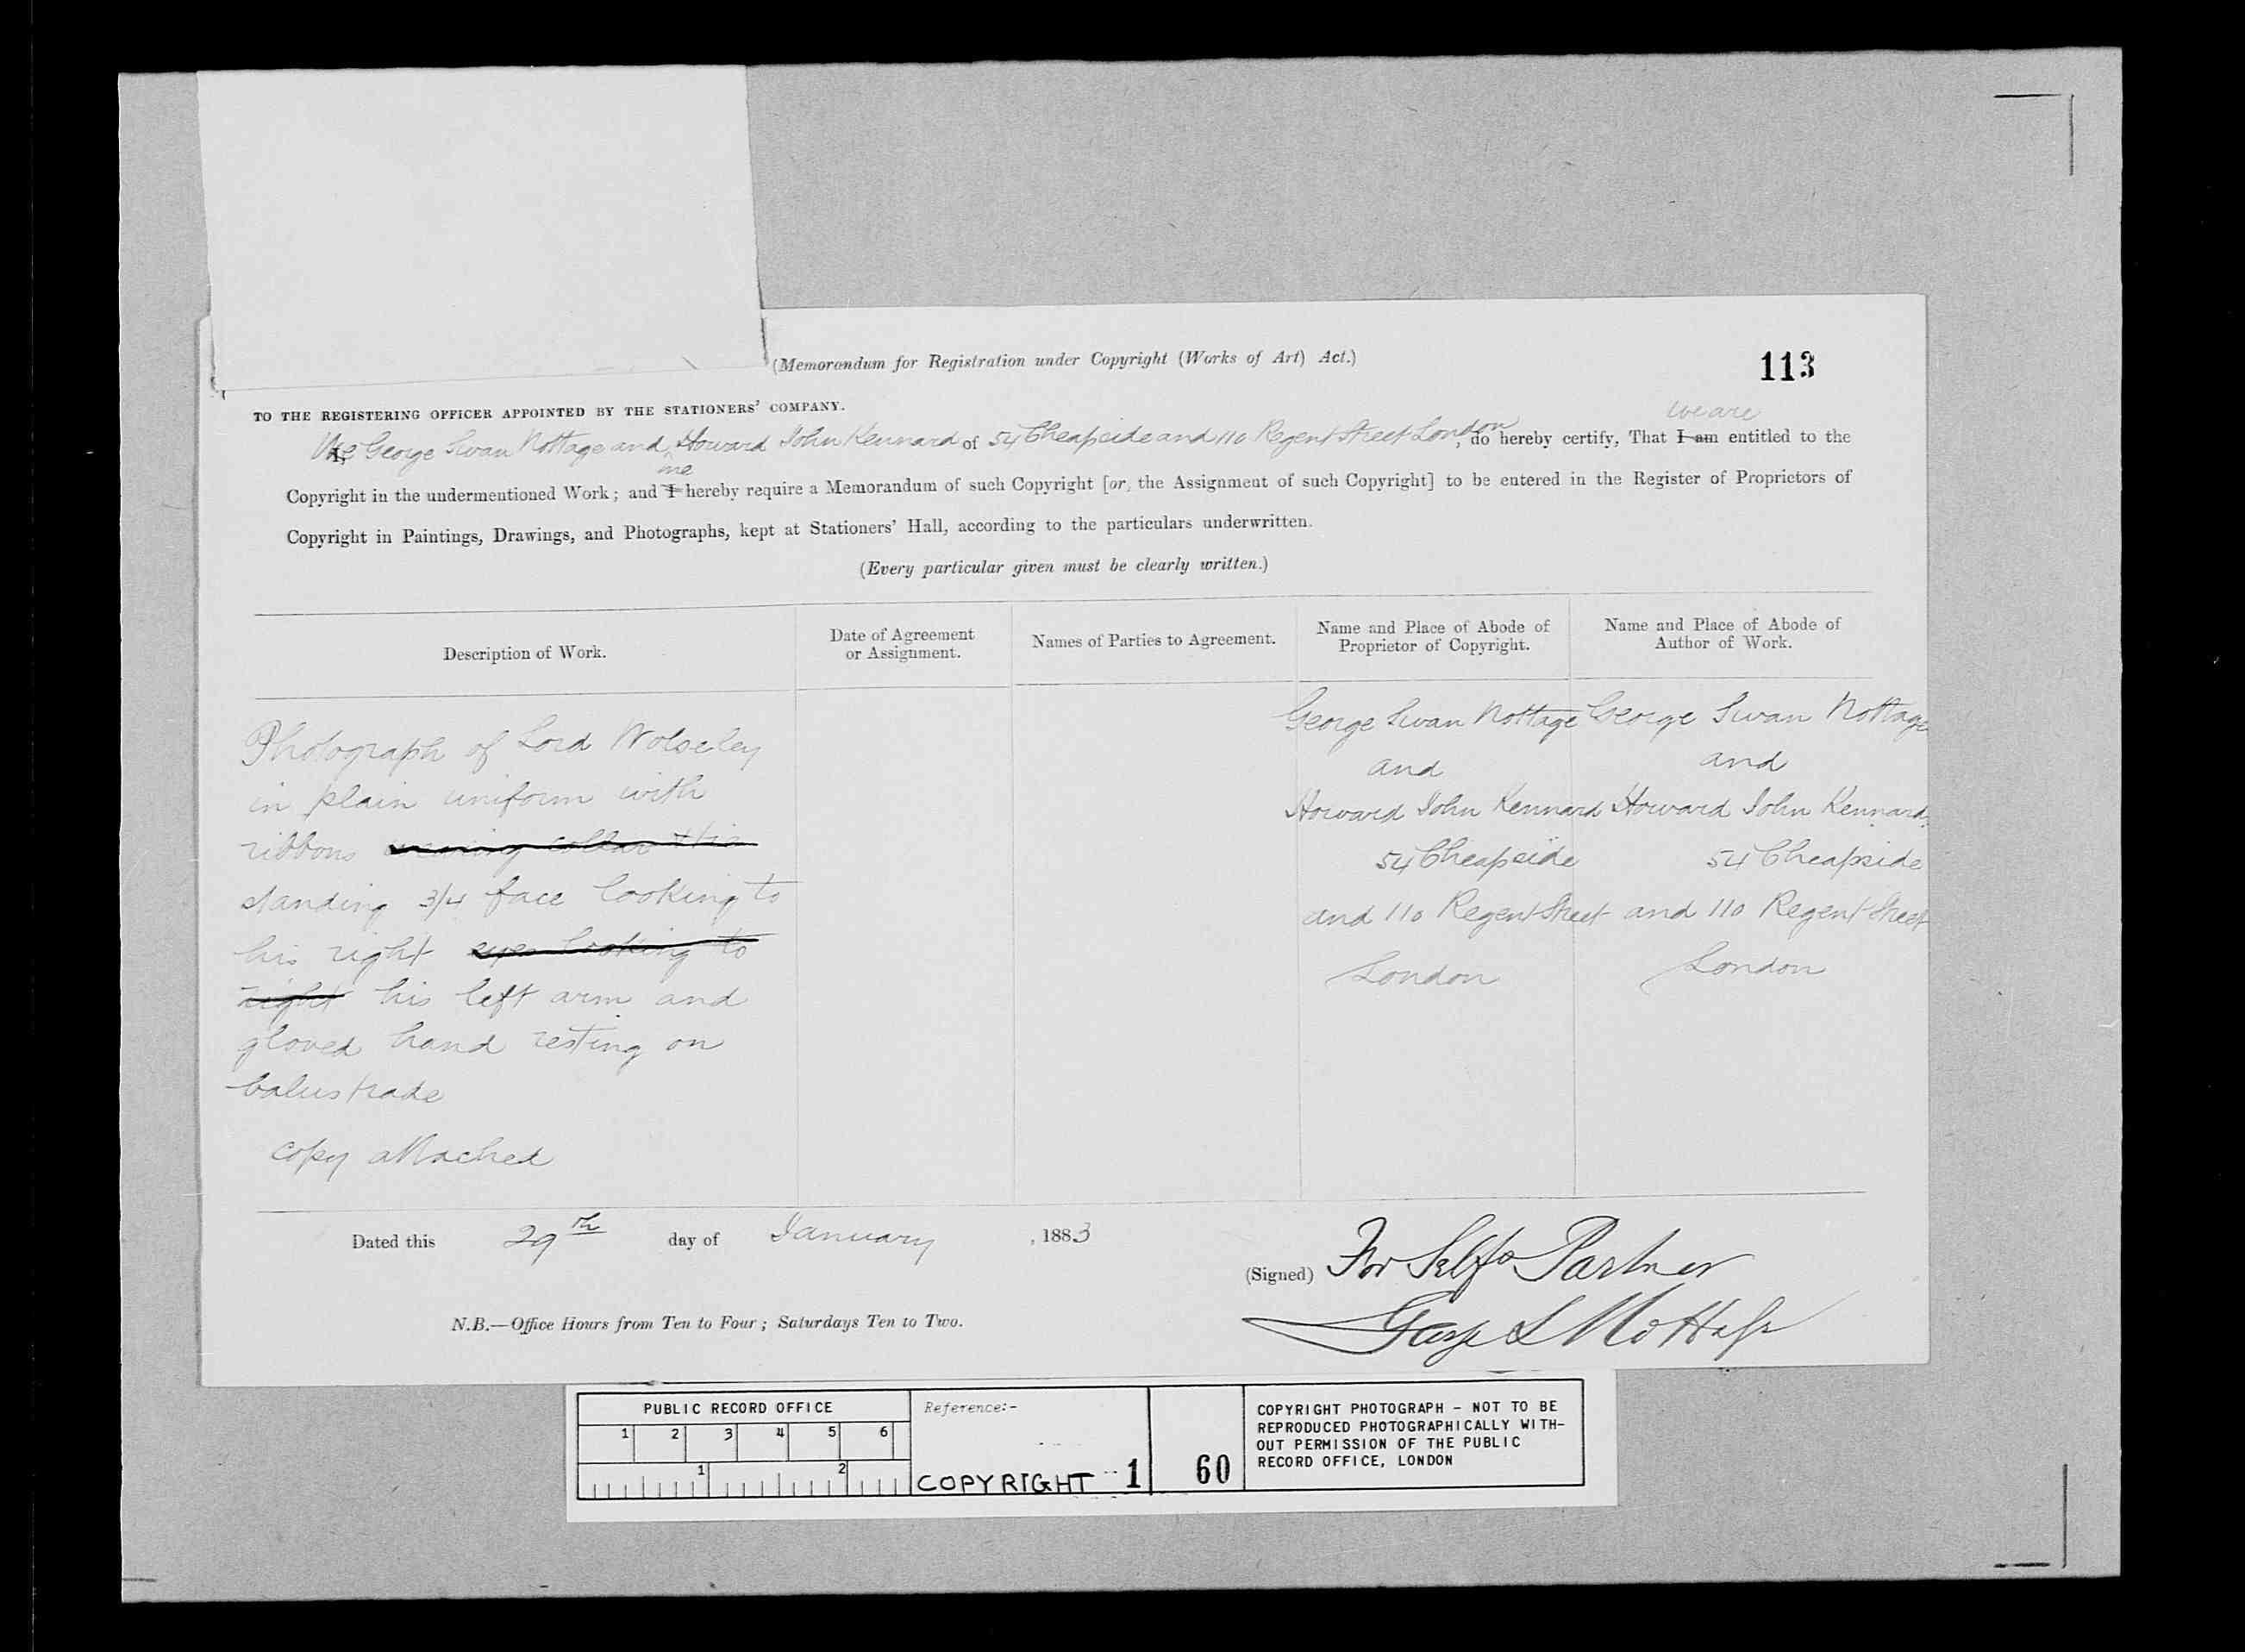 (Memorandum for Registration under Copyright (Works of Art) Act.)
113
TO THE REGISTERING OFFICER APPOINTED BY THE STATIONERS' COMPANY.
we are
I, We George Swan Nottage and Howard John Kennard of 54 Cheapside and 110 Regent Street London, do hereby certify, That I am entitled to the
we
Copyright in the undermentioned Work; and I hereby require a Memorandum of such Copyright [or, the Assignment of such Copyright] to be entered in the Register of Proprietors of
Copyright in Paintings, Drawings, and Photographs, kept at Stationers' Hall, according to the particulars underwritten.
(Every particular given must be clearly written.)
Description of Work.
Date of Agreement
or Assignment.
Names of Parties to Agreement.
Name and Place of Abode of
Proprietor of Copyright.
Name and Place of Abode of
Author of Work.
Photograph of Lord Wolseley
in plain uniform with
ribbons wearing collar
standing 3/4 face looking to
his right eyes looking to
right his left arm and
gloved hand resting on
balustrade
copy attached
George Swan Nottage
and
Howard John Kennard
54 Cheapside
and 110 Regent Street
London
George Swan Nottage
and
Howard John Kennard
54 Cheapside
and 110 Regent Street
London
Dated this 29th day of January, 1883
(Signed) For Self & Partner
George S Nottage
N.B.—Office Hours from Ten to Four; Saturdays Ten to Two.
PUBLIC RECORD OFFICE
1 2 3 4 5 6
1 2
Reference:-
COPYRIGHT 1
60
COPYRIGHT PHOTOGRAPH - NOT TO BE
REPRODUCED PHOTOGRAPHICALLY WITH-
OUT PERMISSION OF THE PUBLIC
RECORD OFFICE, LONDON